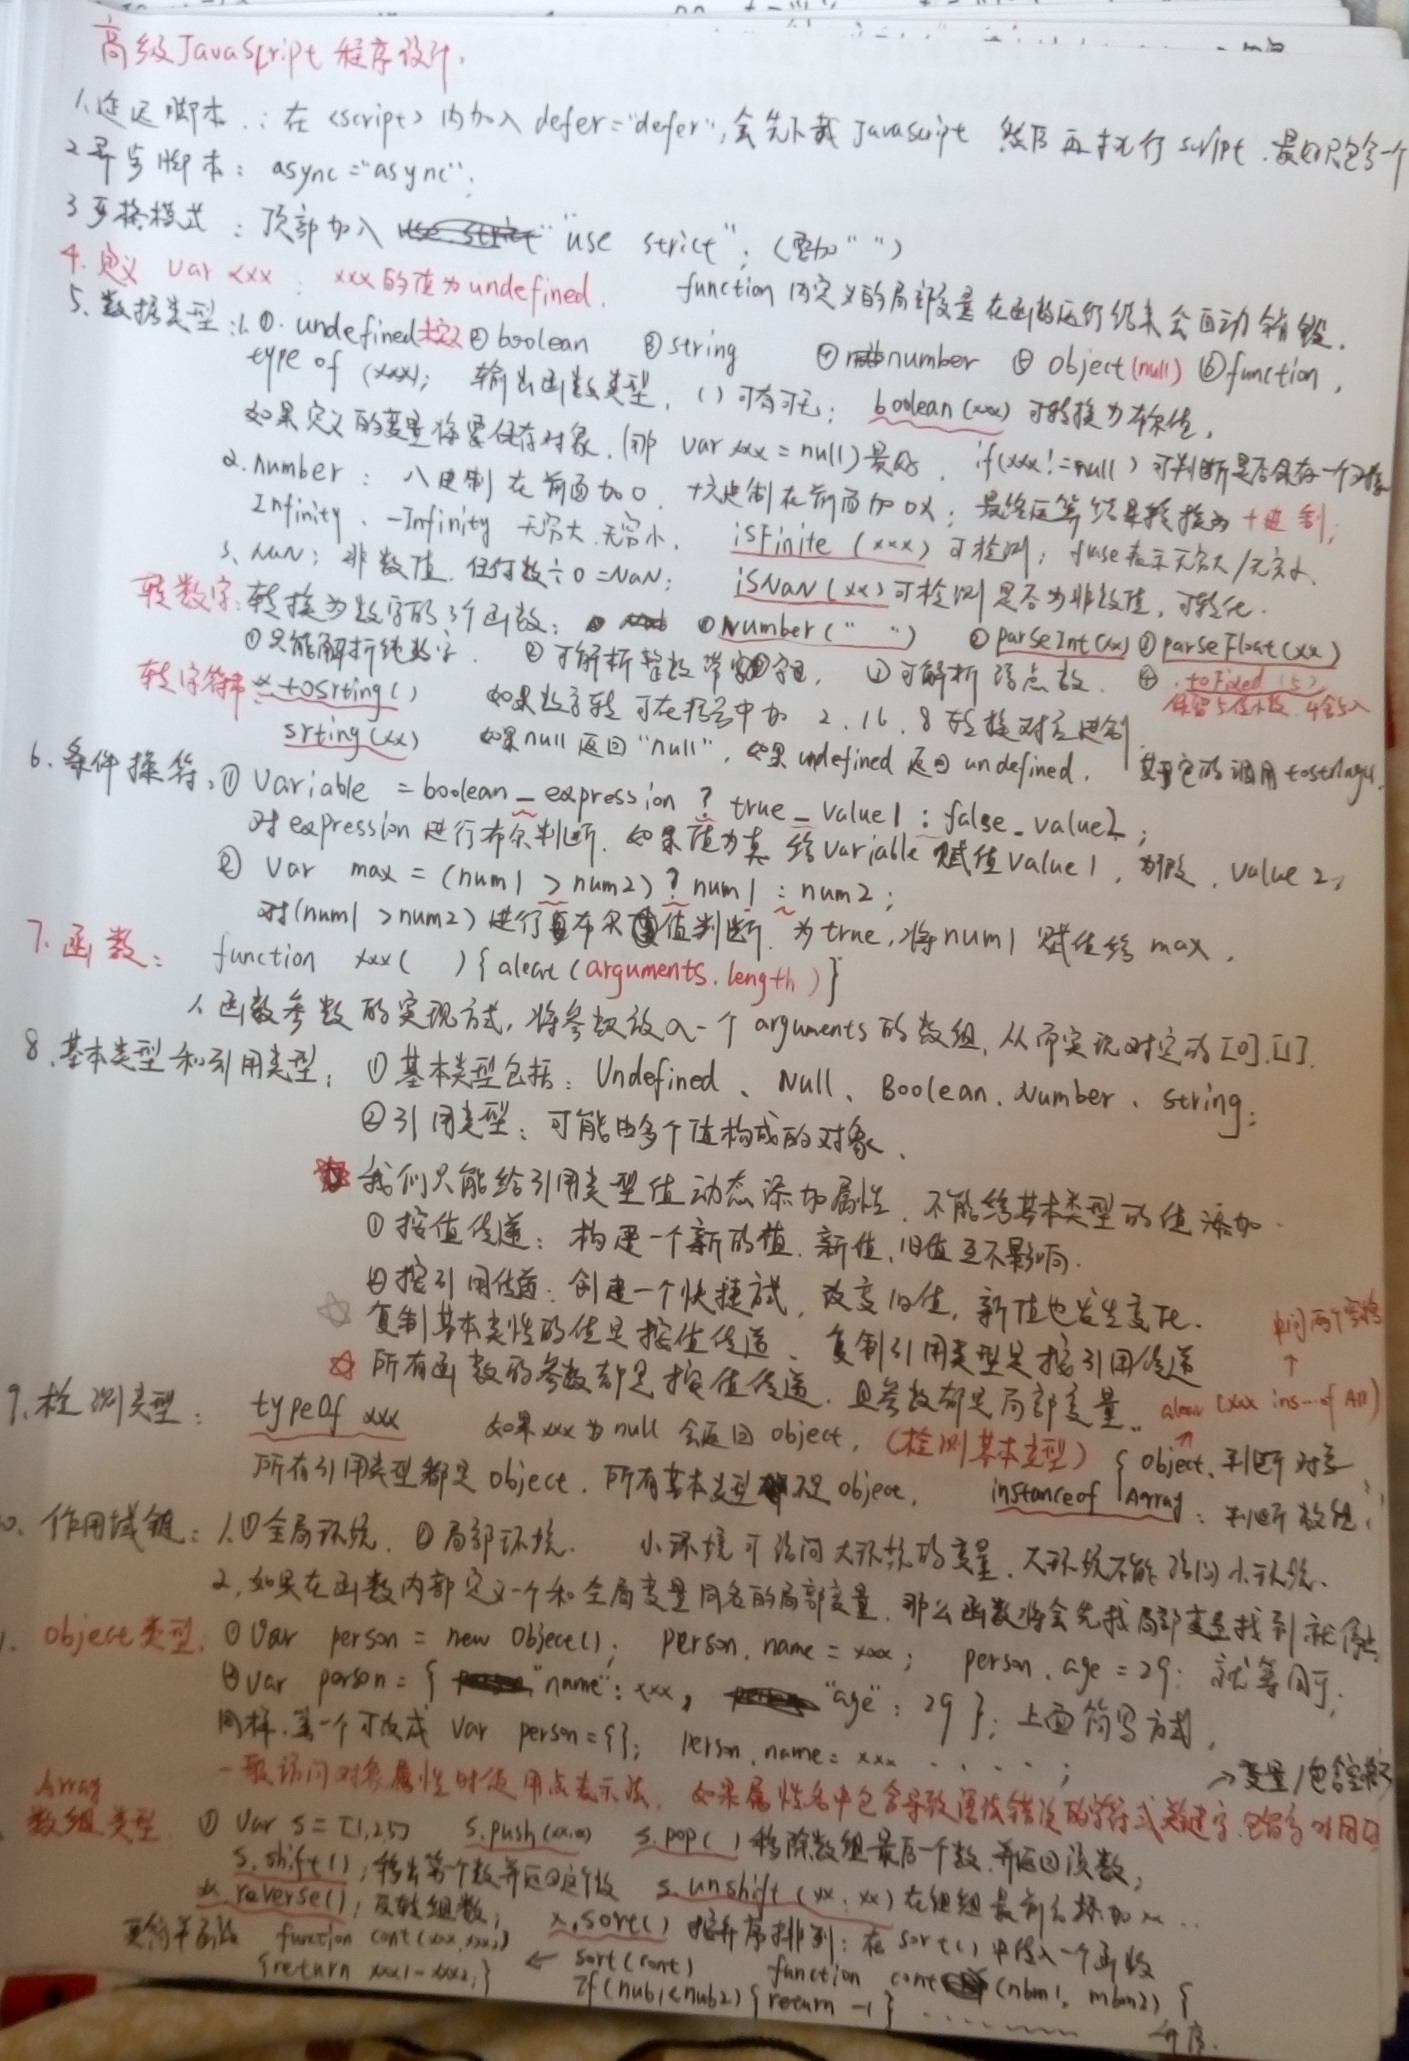 高级JavaScript程序设计.
1.延迟脚本.:在<script>内加入defer="defer",会先下载Javascript 然后再执行script.最好只包含一个
2异步脚本:async="async";
3严格模式:顶部加入"use strict";(要加" ")
4.定义 var xxx; xxx的值为undefined. function内定义的局部变量在函数运行结束会自动销毁.
5、数据类型:1.①.undefined未定义②boolean ③string ④number ⑤object(null)⑥function,
type of (xxx); 输出函数类型,()可有可无; boolean(xxx)可转换为布尔值,
如果定义的变量将要保存对象.(那 var xxx=null)最好. if(xxx!=null)可判断是否保存一个对象
2.number:八进制在前面加0.十六进制在前面加0x;最终运算结果转换为十进制;
Infinity、-Infinity 无穷大.无穷小. isFinite(xxx)可检测;false表示无穷大/无穷小.
3、NaN:非数值.任何数÷0=NaN; isNaN(xx)可检测是否为非数值,可转化.
转数字:转换为数字的3个函数: ①Number(" ") ②parseInt(xx)③parseFloat(xx)
①只能解析纯数字. ②可解析整数带字母. ③可解析浮点数. ④.toFixed(5)
保留5位小数.4舍5入
转字符串 x.toSrting() 如果数字转可在括号中加2.16.8转换对应进制
srting(xx) 如果null返回"null",如果undefined返回undefined. 其它的调用
6、条件操符:①Variable = boolean_expression ? true_value1 : false_value2;
对expression进行布尔判断.如果值为真给variable赋值value1,为假.value2;
② Var max = (num1 > num2) ? num1 : num2;
对(num1 > num2)进行布尔值判断.为true,将num1赋值给max.
7.函数: function xxx( ){aleart(arguments.length)}
1.函数参数的实现方式,将参数放入一个arguments的数组.从而实现对应的[0].[1].
8.基本类型和引用类型:①基本类型包括:Undefined、Null、Boolean.Number、string;
②引用类型:可能由多个值构成的对象.
我们只能给引用类型值动态添加属性.不能给基本类型的值添加.
①按值传递:构建一个新的值.新值,旧值互不影响.
②按引用传递:创建一个快捷方式,改变旧值,新值也发生变化.
☆ 复制基本类性的值是按值传递、复制引用类型是按引用传递
中间两个空格
☆ 所有函数的参数都是按值传递.且参数都是局部变量.
↑
9.检测类型: typeof xxx 如果xxx为null会返回object.(检测基本类型) (xxx ins…of Arr)
所有引用类型都是object.所有基本类型不是object. instanceof {object、判断对象
Array:判断数组;
0、作用域链:1.①全局环境.②局部环境. 小环境可访问大环境的变量.大环境不能访问小环境.
2.如果在函数内部定义一个和全局变量同名的局部变量.那么函数将会先找局部变量找到就停止
object类型:①Var person = new Object(); person.name = xxx; person.age = 29;就等同于;
②var person = { "name":xxx, "age":29};上面简写方式,
同样.第一个可改成 var person={}; person.name= xxx . . . . ;
→变量/包含空格
一般访问对象属性时使用点表示法. 如果属性名中包含导致语法错误的字符或关键字.
Array
数组类型 ① Var s=[1,2,5] s.push(xx.xx) s.pop( )移除数组最后一个数.并返回该数;
s.shift();移出第一个数并返回这个数 s.unshift(xx.xx)在组组最前方添加xx...
x.reverse();反转组数; x.sort() 按升序排列:在sort()中传入一个函数
更简单函数 function cont(xxx,xxx2) ← sort(cont) function cont (nbm1, mbm2) {
{return xxx1-xxx2;} If(nub1<nub2){return -1} . . . . . .